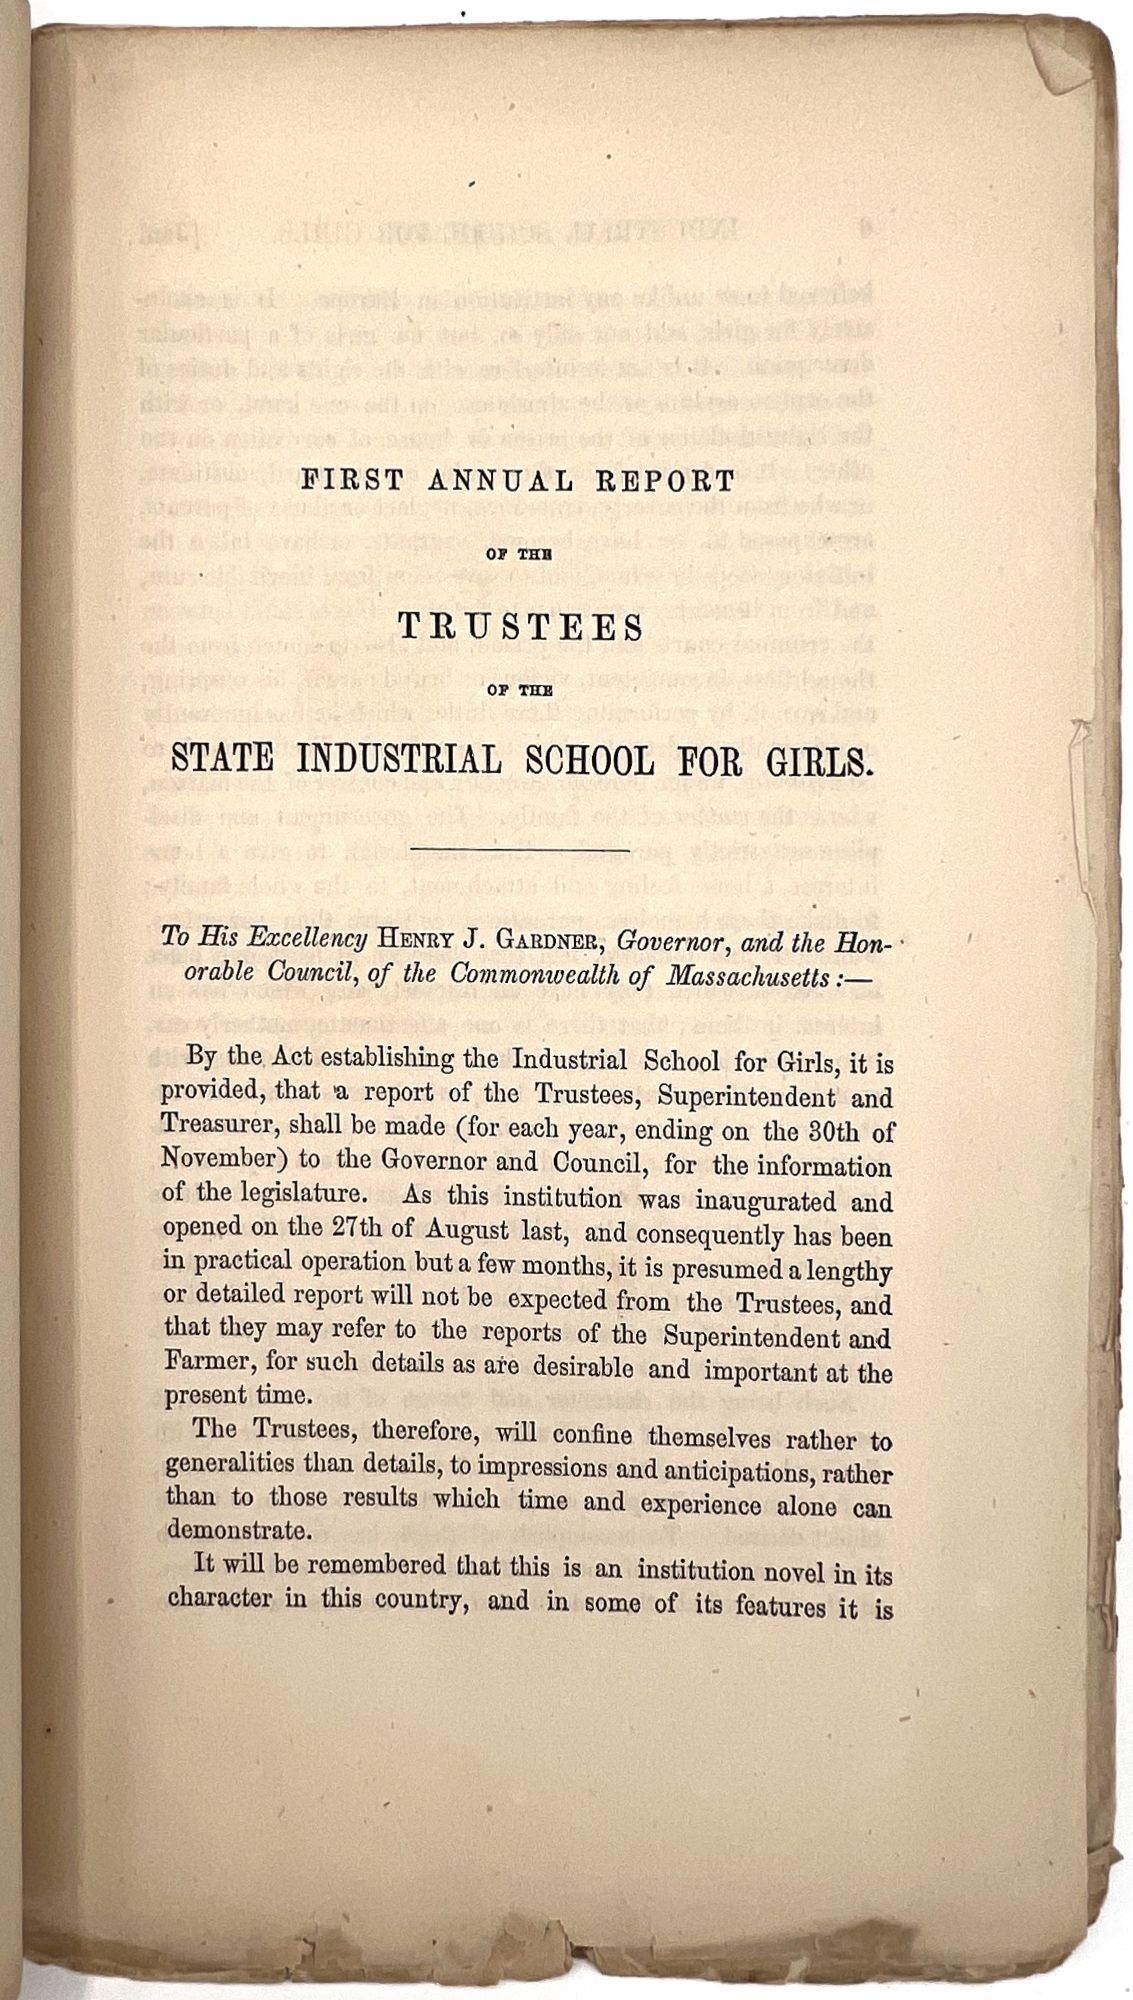 FIRST ANNUAL REPORT
OF THE
TRUSTEES
OF THE
STATE INDUSTRIAL SCHOOL FOR GIRLS.
To His Excellency HENRY J. GARDNER, Governor, and the Hon-
orable Council, of the Commonwealth of Massachusetts:—
By the Act establishing the Industrial School for Girls, it is
provided, that a report of the Trustees, Superintendent and
Treasurer, shall be made (for each year, ending on the 30th of
November) to the Governor and Council, for the information
of the legislature. As this institution was inaugurated and
opened on the 27th of August last, and consequently has been
in practical operation but a few months, it is presumed a lengthy
or detailed report will not be expected from the Trustees, and
that they may refer to the reports of the Superintendent and
Farmer, for such details as are desirable and important at the
present time.
The Trustees, therefore, will confine themselves rather to
generalities than details, to impressions and anticipations, rather
than to those results which time and experience alone can
demonstrate.
It will be remembered that this is an institution novel in its
character in this country, and in some of its features it is